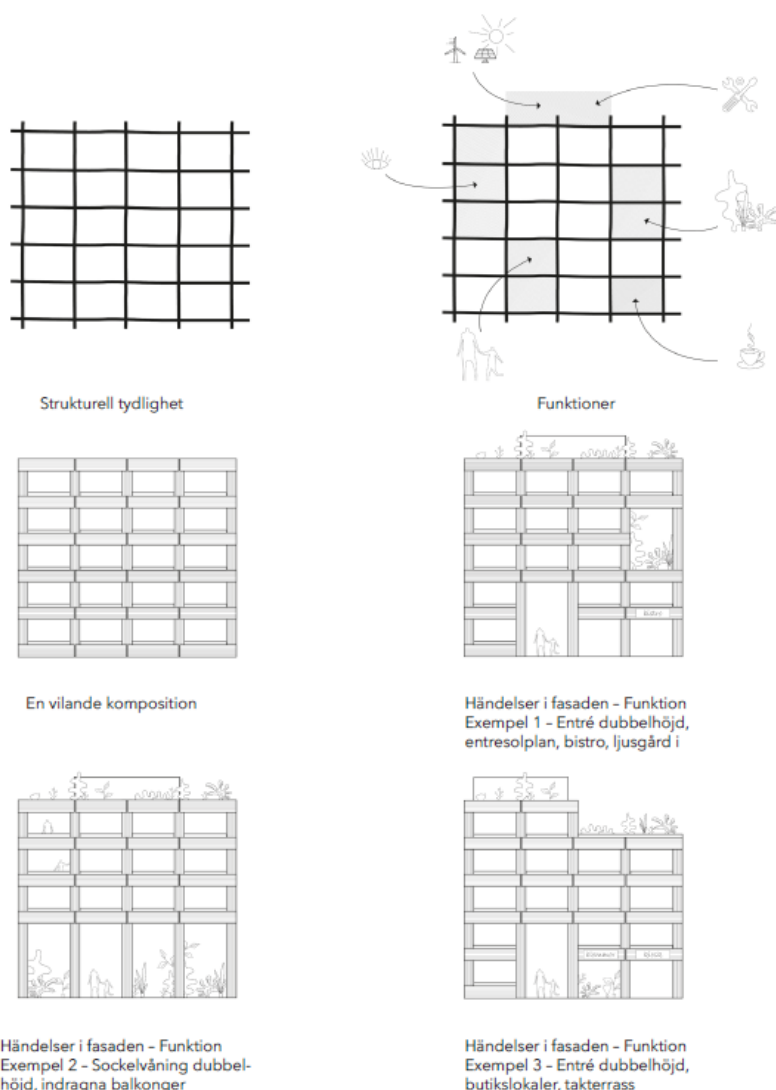 Strukturell tydlighet
Funktioner
En vilande komposition
Bistro
Händelser i fasaden – Funktion
Exempel 1 – Entré dubbelhöjd,
entresolplan, bistro, ljusgård i
Händelser i fasaden – Funktion
Exempel 2 – Sockelvåning dubbel-
höjd, indragna balkonger
Händelser i fasaden – Funktion
Exempel 3 – Entré dubbelhöjd,
butikslokaler, takterrass